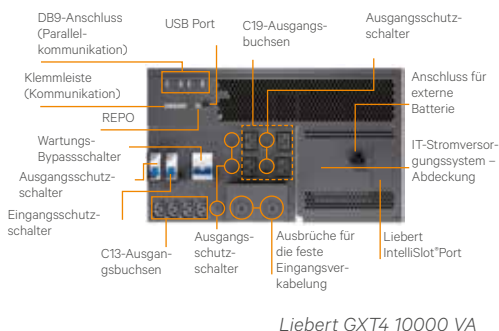 DB9-Anschluss
(Parallel-
kommunikation)
USB Port
C19-Ausgangs-
buchsen
Ausgangsschutz-
schalter
Klemmleiste
(Kommunikation)
REPO
Anschluss für
externe
Batterie
Wartungs-
Bypassschalter
IT-Stromversor-
gungssystem –
Abdeckung
Ausgangsschutz-
schalter
Eingangsschutz-
schalter
C13-Ausgan-
gsbuchsen
Ausgangs-
schutz-
schalter
Ausbrüche für
die feste
Eingangsver-
kabelung
Liebert
IntelliSlot® Port
Liebert GXT4 10000 VA